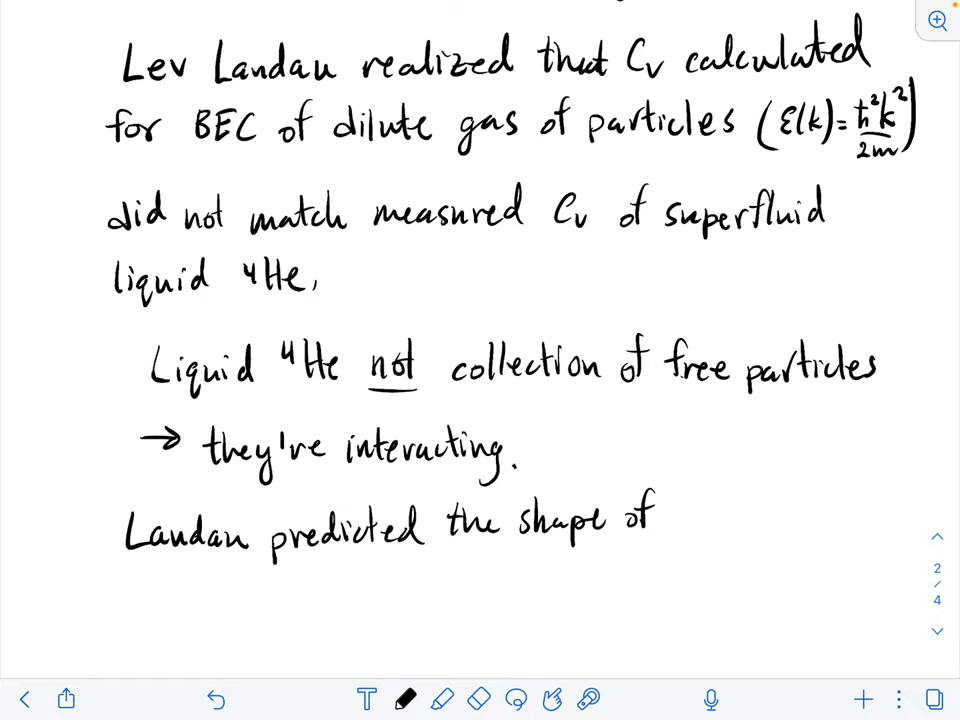 Lev Landau realized that Cv calculated
for BEC of dilute gas of particles (ε(k)=ħ²k²/2m)
did not match measured Cv of superfluid
liquid ⁴He,
Liquid ⁴He not collection of free particles
→ they're interacting.
Landau predicted the shape of
2
/
4
T